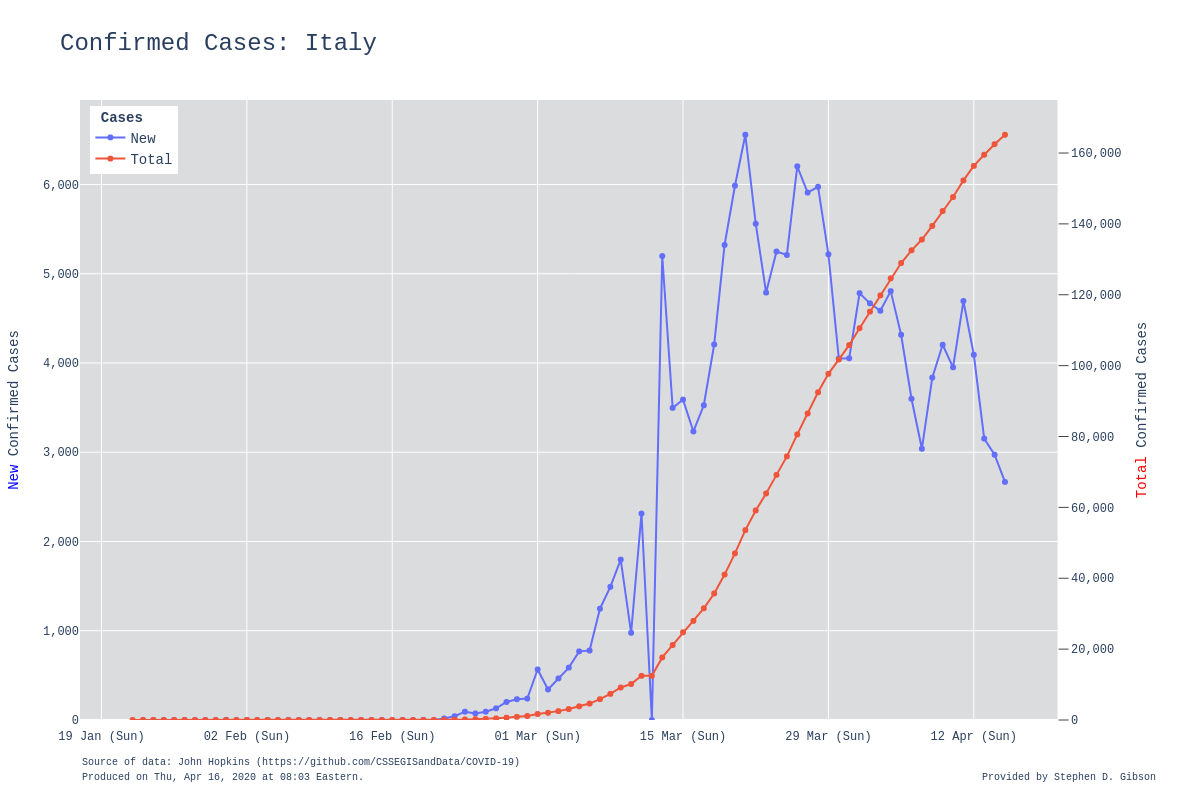 Confirmed Cases: Italy
Cases
New
Total
6,000
5,000
4,000
3,000
2,000
1,000
0
New Confirmed Cases
160,000
140,000
120,000
100,000
80,000
60,000
40,000
20,000
0
Total Confirmed Cases
19 Jan (Sun)
02 Feb (Sun)
16 Feb (Sun)
01 Mar (Sun)
15 Mar (Sun)
29 Mar (Sun)
12 Apr (Sun)
Source of data: John Hopkins (https://github.com/CSSEGISandData/COVID-19)
Produced on Thu, Apr 16, 2020 at 08:03 Eastern.
Provided by Stephen D. Gibson